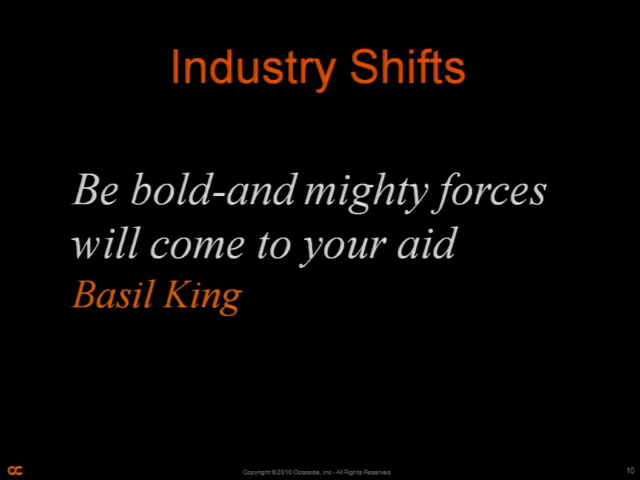 Industry Shifts
Be bold-and mighty forces
will come to your aid
Basil King
Copyright © 2010 Opscode, Inc - All Rights Reserved
10